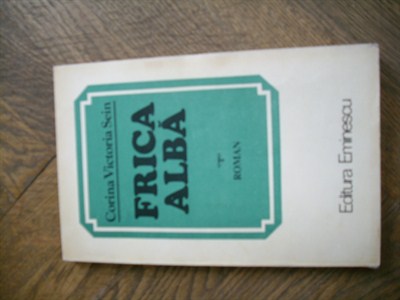 Corina Victoria Sein
FRICA
ALBĂ
ROMAN
Editura Eminescu